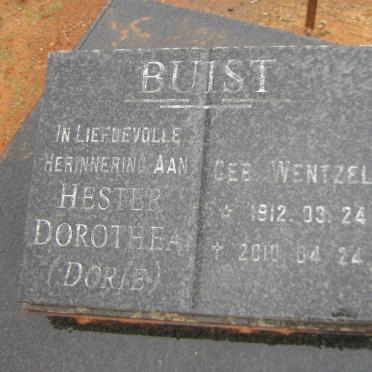 BUIST
IN LIEFDEVOLLE
HERINNERING AAN
HESTER
DOROTHEA
(DORIE)
GEB. WENTZEL
☆ 1912.03.24
✝ 2010.04.24